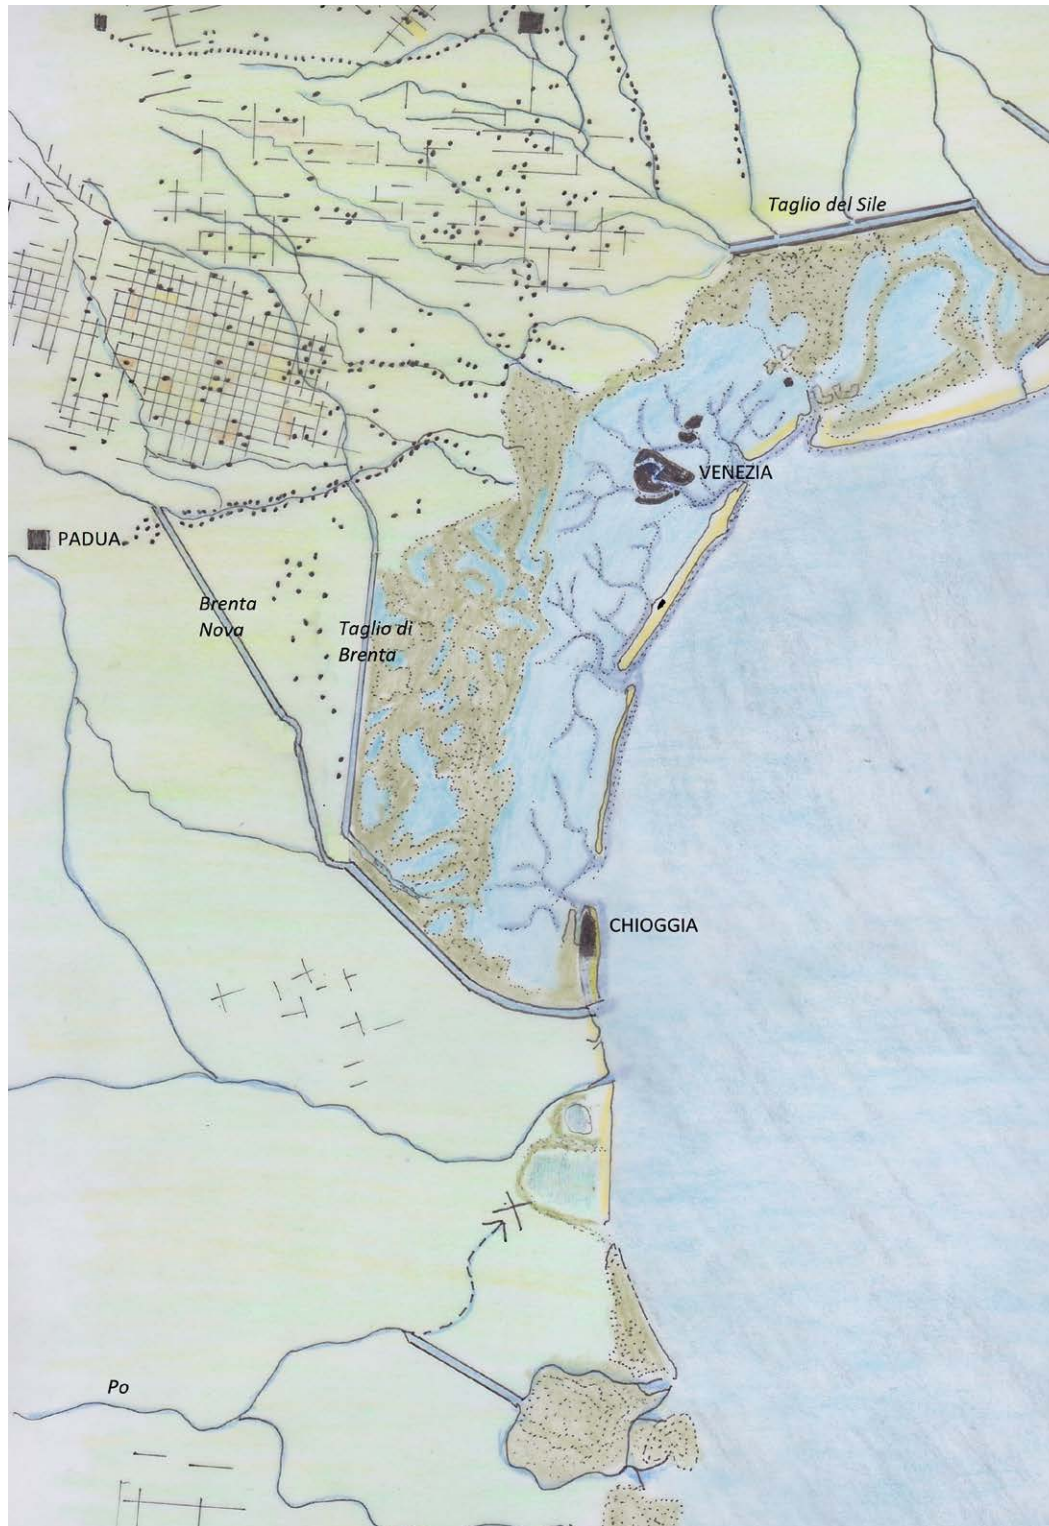 Taglio del Sile
VENEZIA
PADUA
Brenta
Nova
Taglio di
Brenta
CHIOGGIA
Po